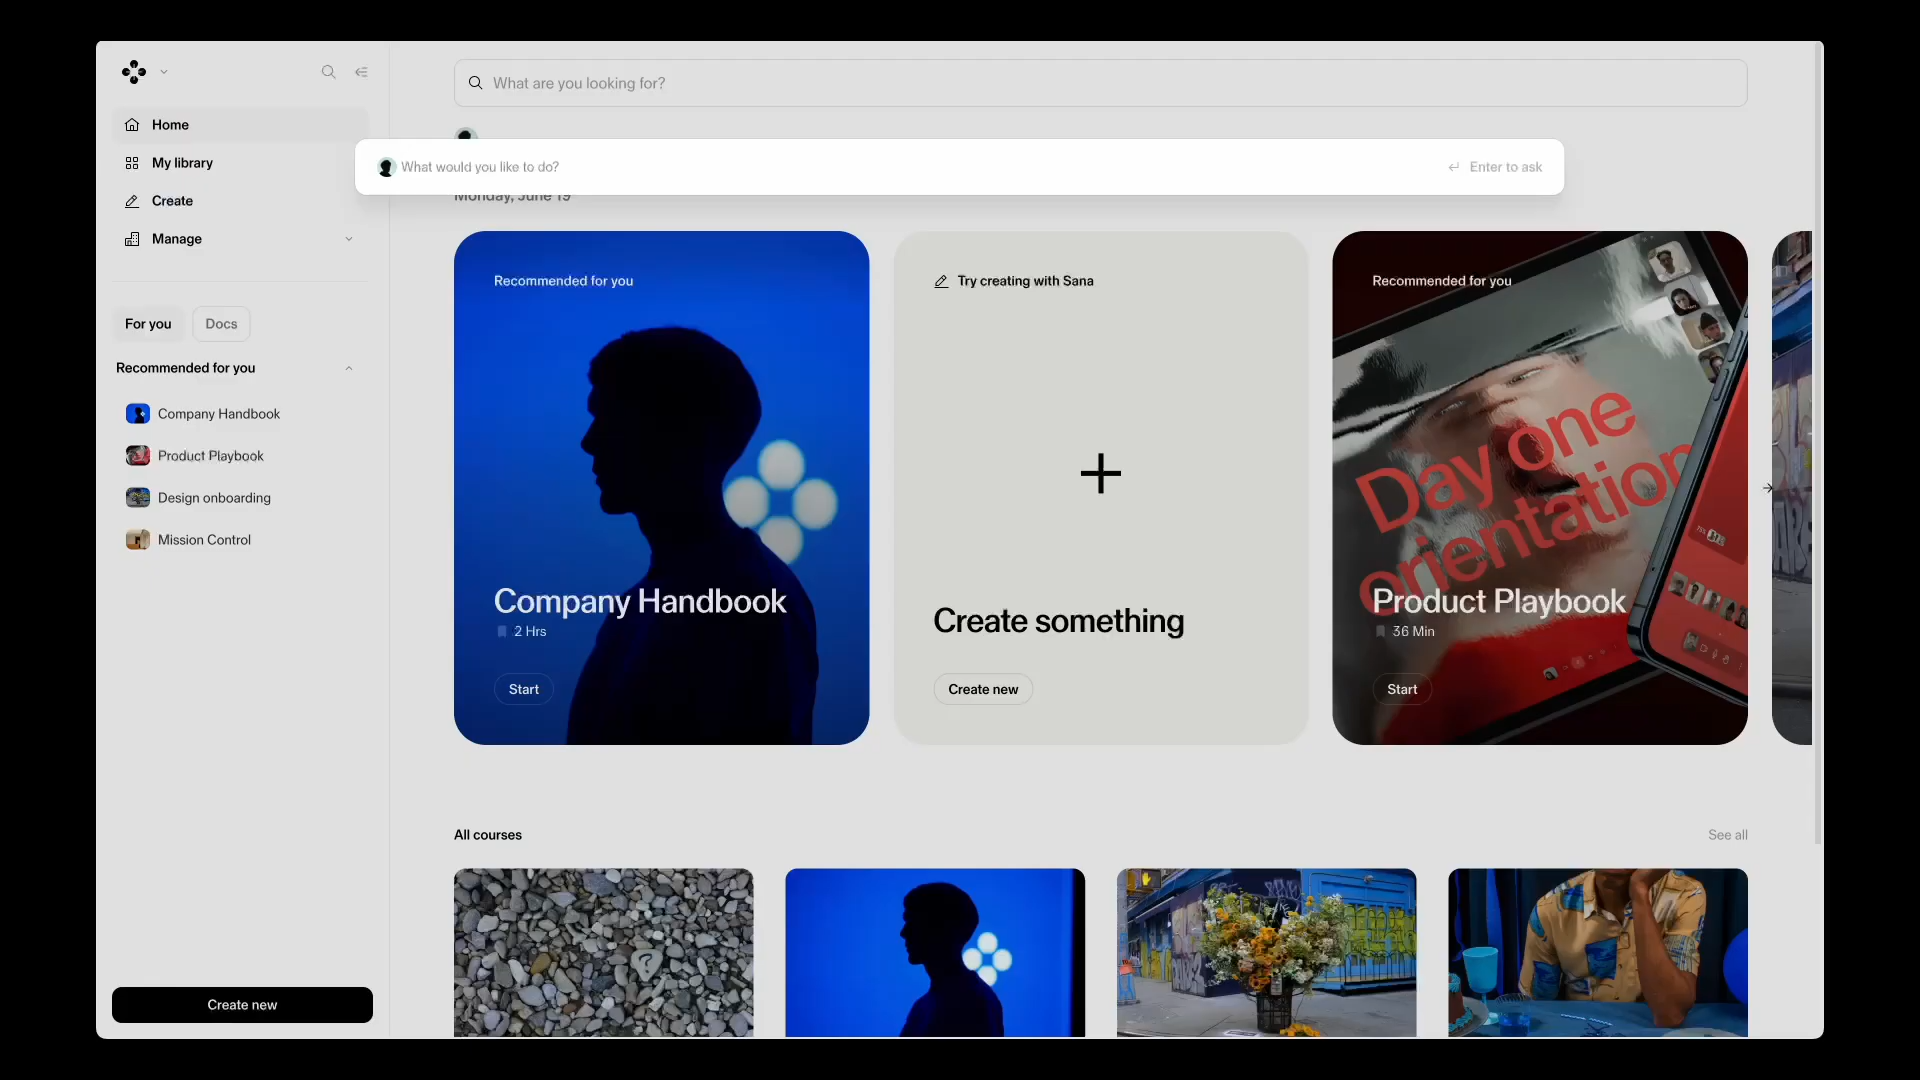 Home
My library
Create
Manage
For you
Docs
Recommended for you
Company Handbook
Product Playbook
Design onboarding
Mission Control
Create new
What are you looking for?
What would you like to do?
Enter to ask
Monday, June 19
Recommended for you
Company Handbook
2 Hrs
Start
Try creating with Sana
Create something
Create new
Recommended for you
Day one
orientation
Product Playbook
36 Min
Start
All courses
See all
?